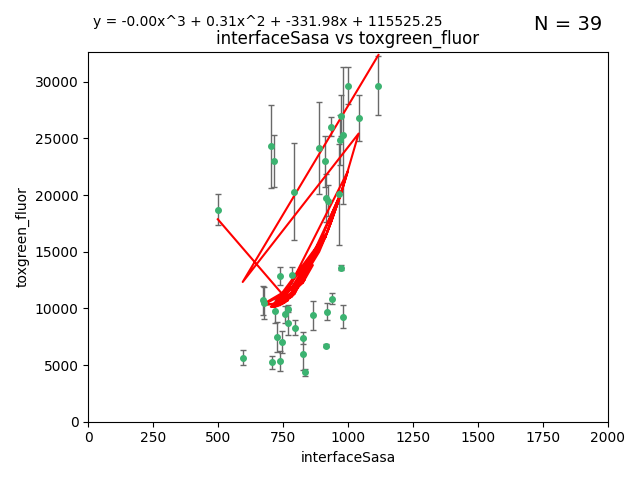 y = -0.00x^3 + 0.31x^2 + -331.98x + 115525.25
N = 39
interfaceSasa vs toxgreen_fluor
30000
25000
20000
15000
10000
5000
0
toxgreen_fluor
0 250 500 750 1000 1250 1500 1750 2000
interfaceSasa